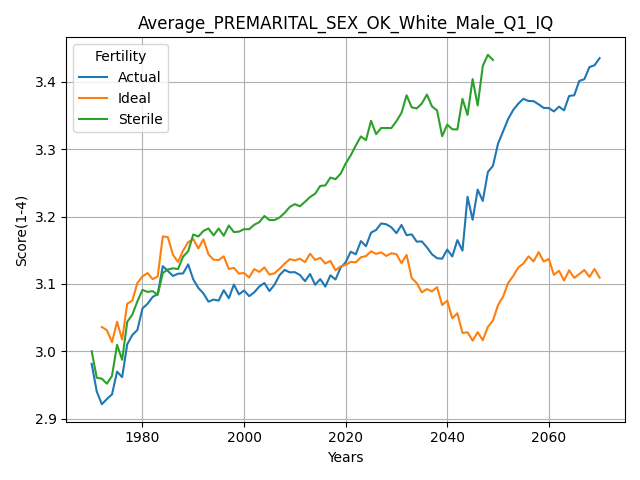 Average_PREMARITAL_SEX_OK_White_Male_Q1_IQ
Fertility
Actual
Ideal
Sterile
Score(1-4)
3.4
3.3
3.2
3.1
3.0
2.9
1980 2000 2020 2040 2060
Years